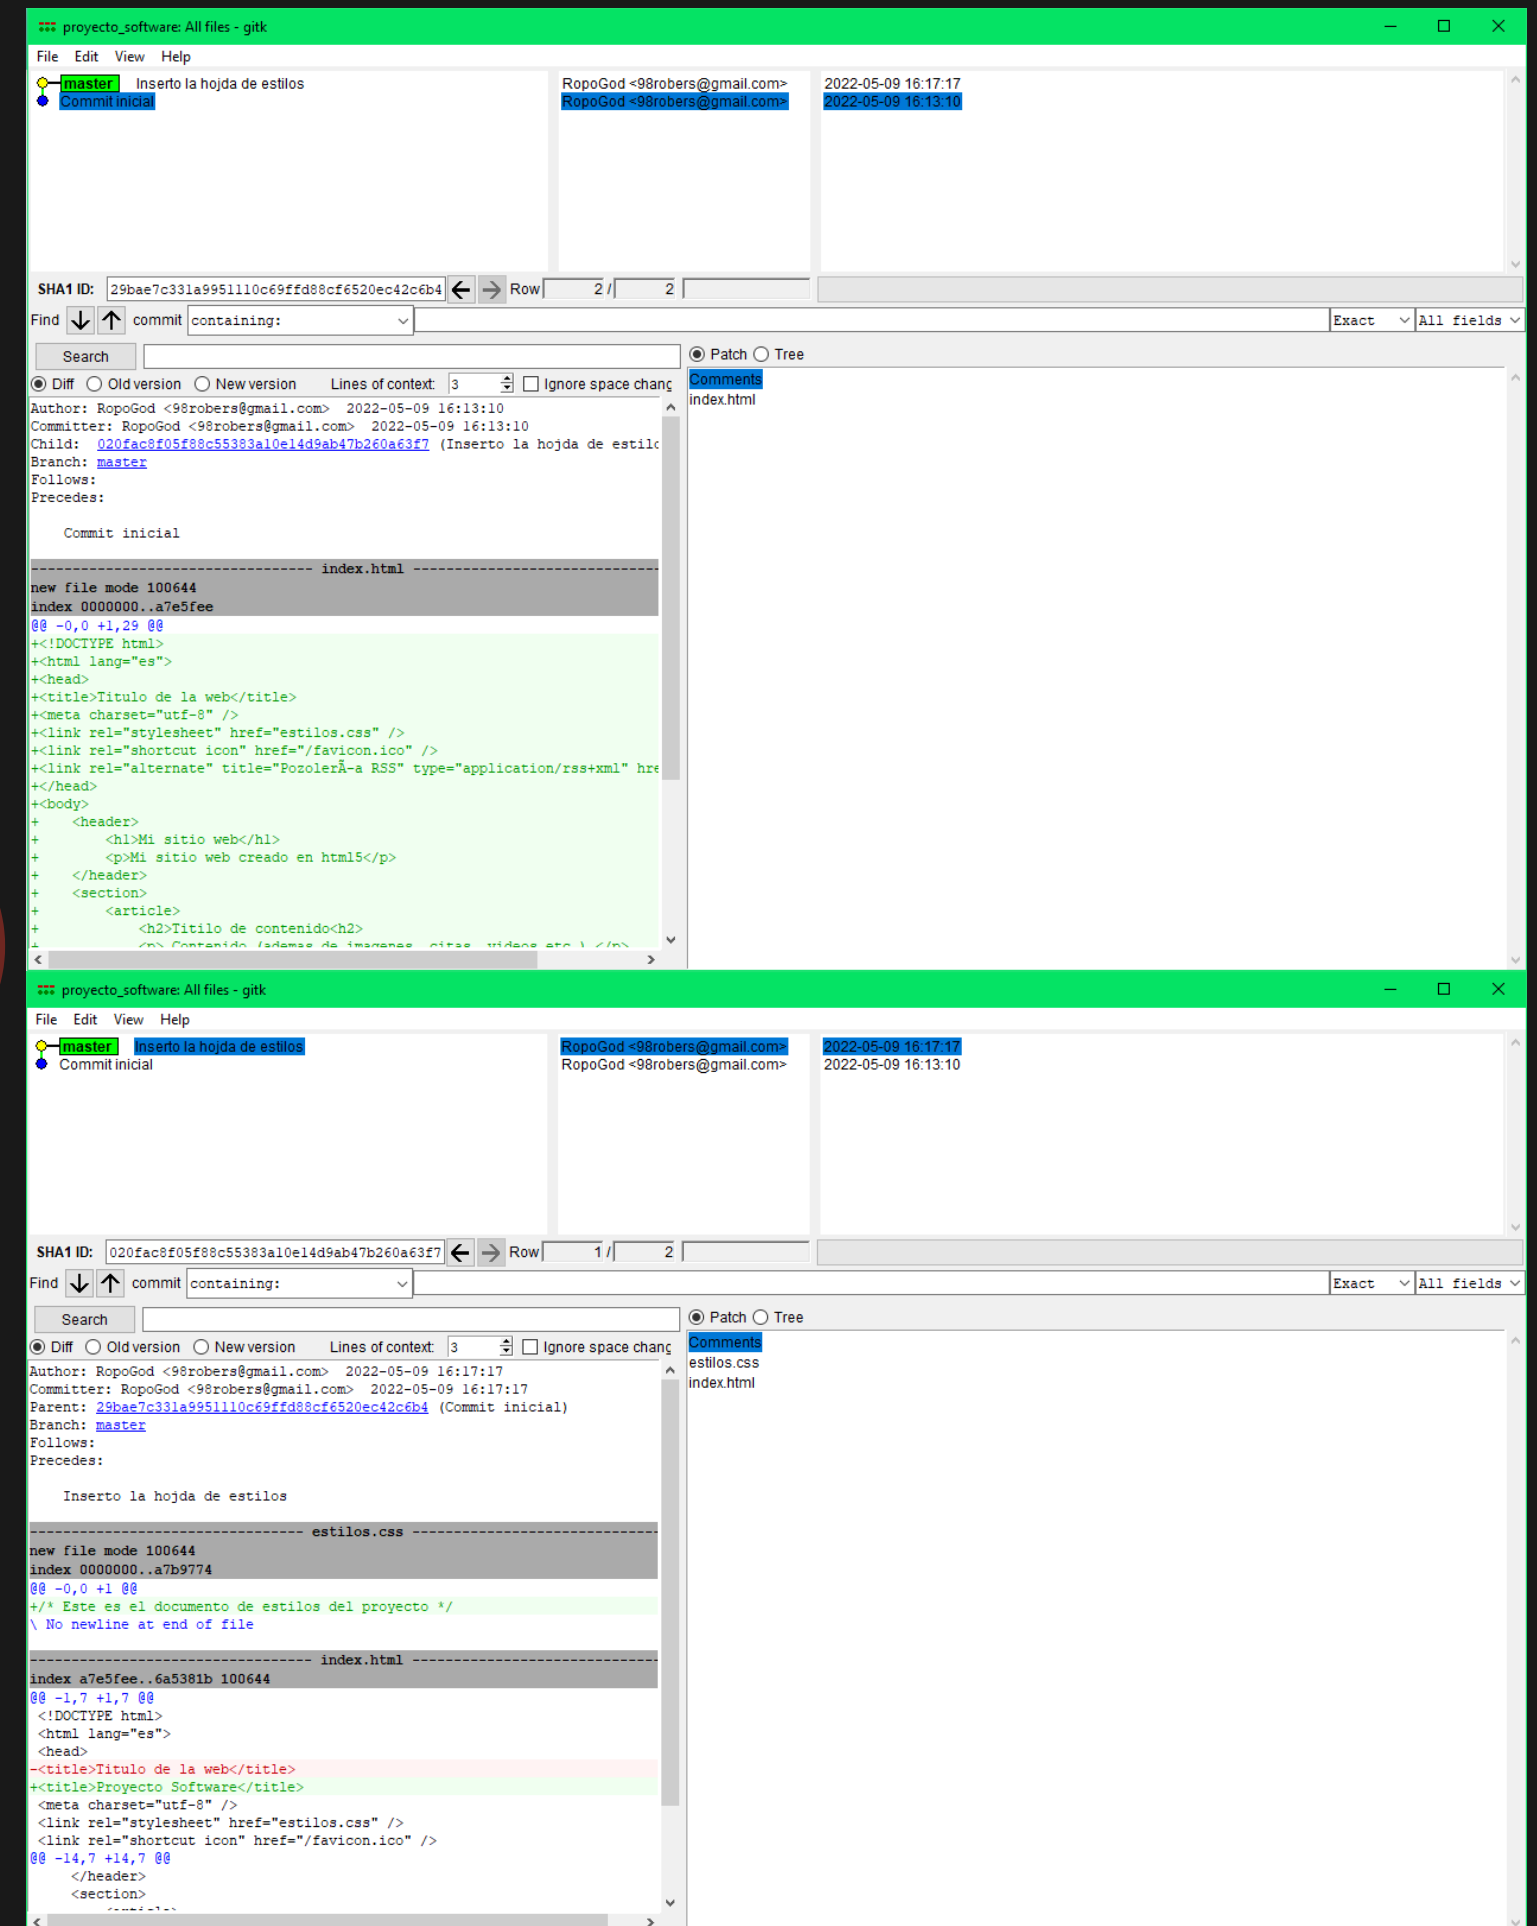 proyecto_software: All files - gitk
File Edit View Help
master Inserto la hojda de estilos RopoGod <98robers@gmail.com> 2022-05-09 16:17:17
Commit inicial RopoGod <98robers@gmail.com> 2022-05-09 16:13:10
SHA1 ID: 29bae7c331a9951110c69ffd88cf6520ec42c6b4 Row 2 / 2
Find commit containing: Exact All fields
Search Patch Tree
Diff Old version New version Lines of context: 3 Ignore space chang
Comments
index.html
Author: RopoGod <98robers@gmail.com> 2022-05-09 16:13:10
Committer: RopoGod <98robers@gmail.com> 2022-05-09 16:13:10
Child: 020fac8f05f88c55383a10e14d9ab47b260a63f7 (Inserto la hojda de estilo
Branch: master
Follows:
Precedes:
Commit inicial
-------------------------------- index.html ------------------------------
new file mode 100644
index 0000000..a7e5fee
@@ -0,0 +1,29 @@
+<!DOCTYPE html>
+<html lang="es">
+<head>
+<title>Titulo de la web</title>
+<meta charset="utf-8" />
+<link rel="stylesheet" href="estilos.css" />
+<link rel="shortcut icon" href="/favicon.ico" />
+<link rel="alternate" title="PozolerÃ-a RSS" type="application/rss+xml" hre
+</head>
+<body>
+    <header>
+        <h1>Mi sitio web</h1>
+        <p>Mi sitio web creado en html5</p>
+    </header>
+    <section>
+        <article>
+            <h2>Titilo de contenido<h2>
+            <p> Contenido (ademas de imagenes, citas, videos etc.) </p>
proyecto_software: All files - gitk
File Edit View Help
master Inserto la hojda de estilos RopoGod <98robers@gmail.com> 2022-05-09 16:17:17
Commit inicial RopoGod <98robers@gmail.com> 2022-05-09 16:13:10
SHA1 ID: 020fac8f05f88c55383a10e14d9ab47b260a63f7 Row 1 / 2
Find commit containing: Exact All fields
Search Patch Tree
Diff Old version New version Lines of context: 3 Ignore space chang
Comments
estilos.css
index.html
Author: RopoGod <98robers@gmail.com> 2022-05-09 16:17:17
Committer: RopoGod <98robers@gmail.com> 2022-05-09 16:17:17
Parent: 29bae7c331a9951110c69ffd88cf6520ec42c6b4 (Commit inicial)
Branch: master
Follows:
Precedes:
Inserto la hojda de estilos
------------------------------- estilos.css ------------------------------
new file mode 100644
index 0000000..a7b9774
@@ -0,0 +1 @@
+/* Este es el documento de estilos del proyecto */
\ No newline at end of file
-------------------------------- index.html ------------------------------
index a7e5fee..6a5381b 100644
@@ -1,7 +1,7 @@
 <!DOCTYPE html>
 <html lang="es">
 <head>
-<title>Titulo de la web</title>
+<title>Proyecto Software</title>
 <meta charset="utf-8" />
 <link rel="stylesheet" href="estilos.css" />
 <link rel="shortcut icon" href="/favicon.ico" />
@@ -14,7 +14,7 @@
     </header>
     <section>
         <article>